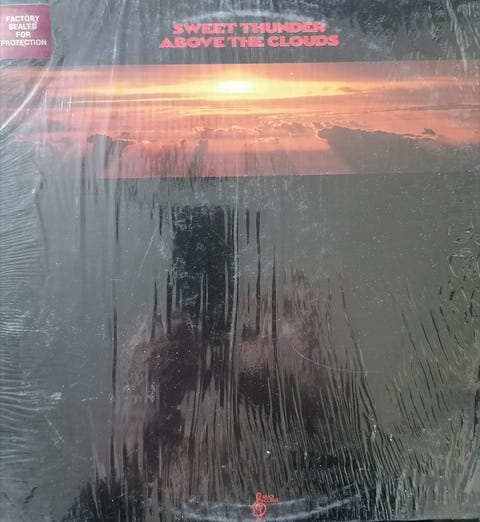 FACTORY
SEALED
FOR
PROTECTION
SWEET THUNDER
ABOVE THE CLOUDS